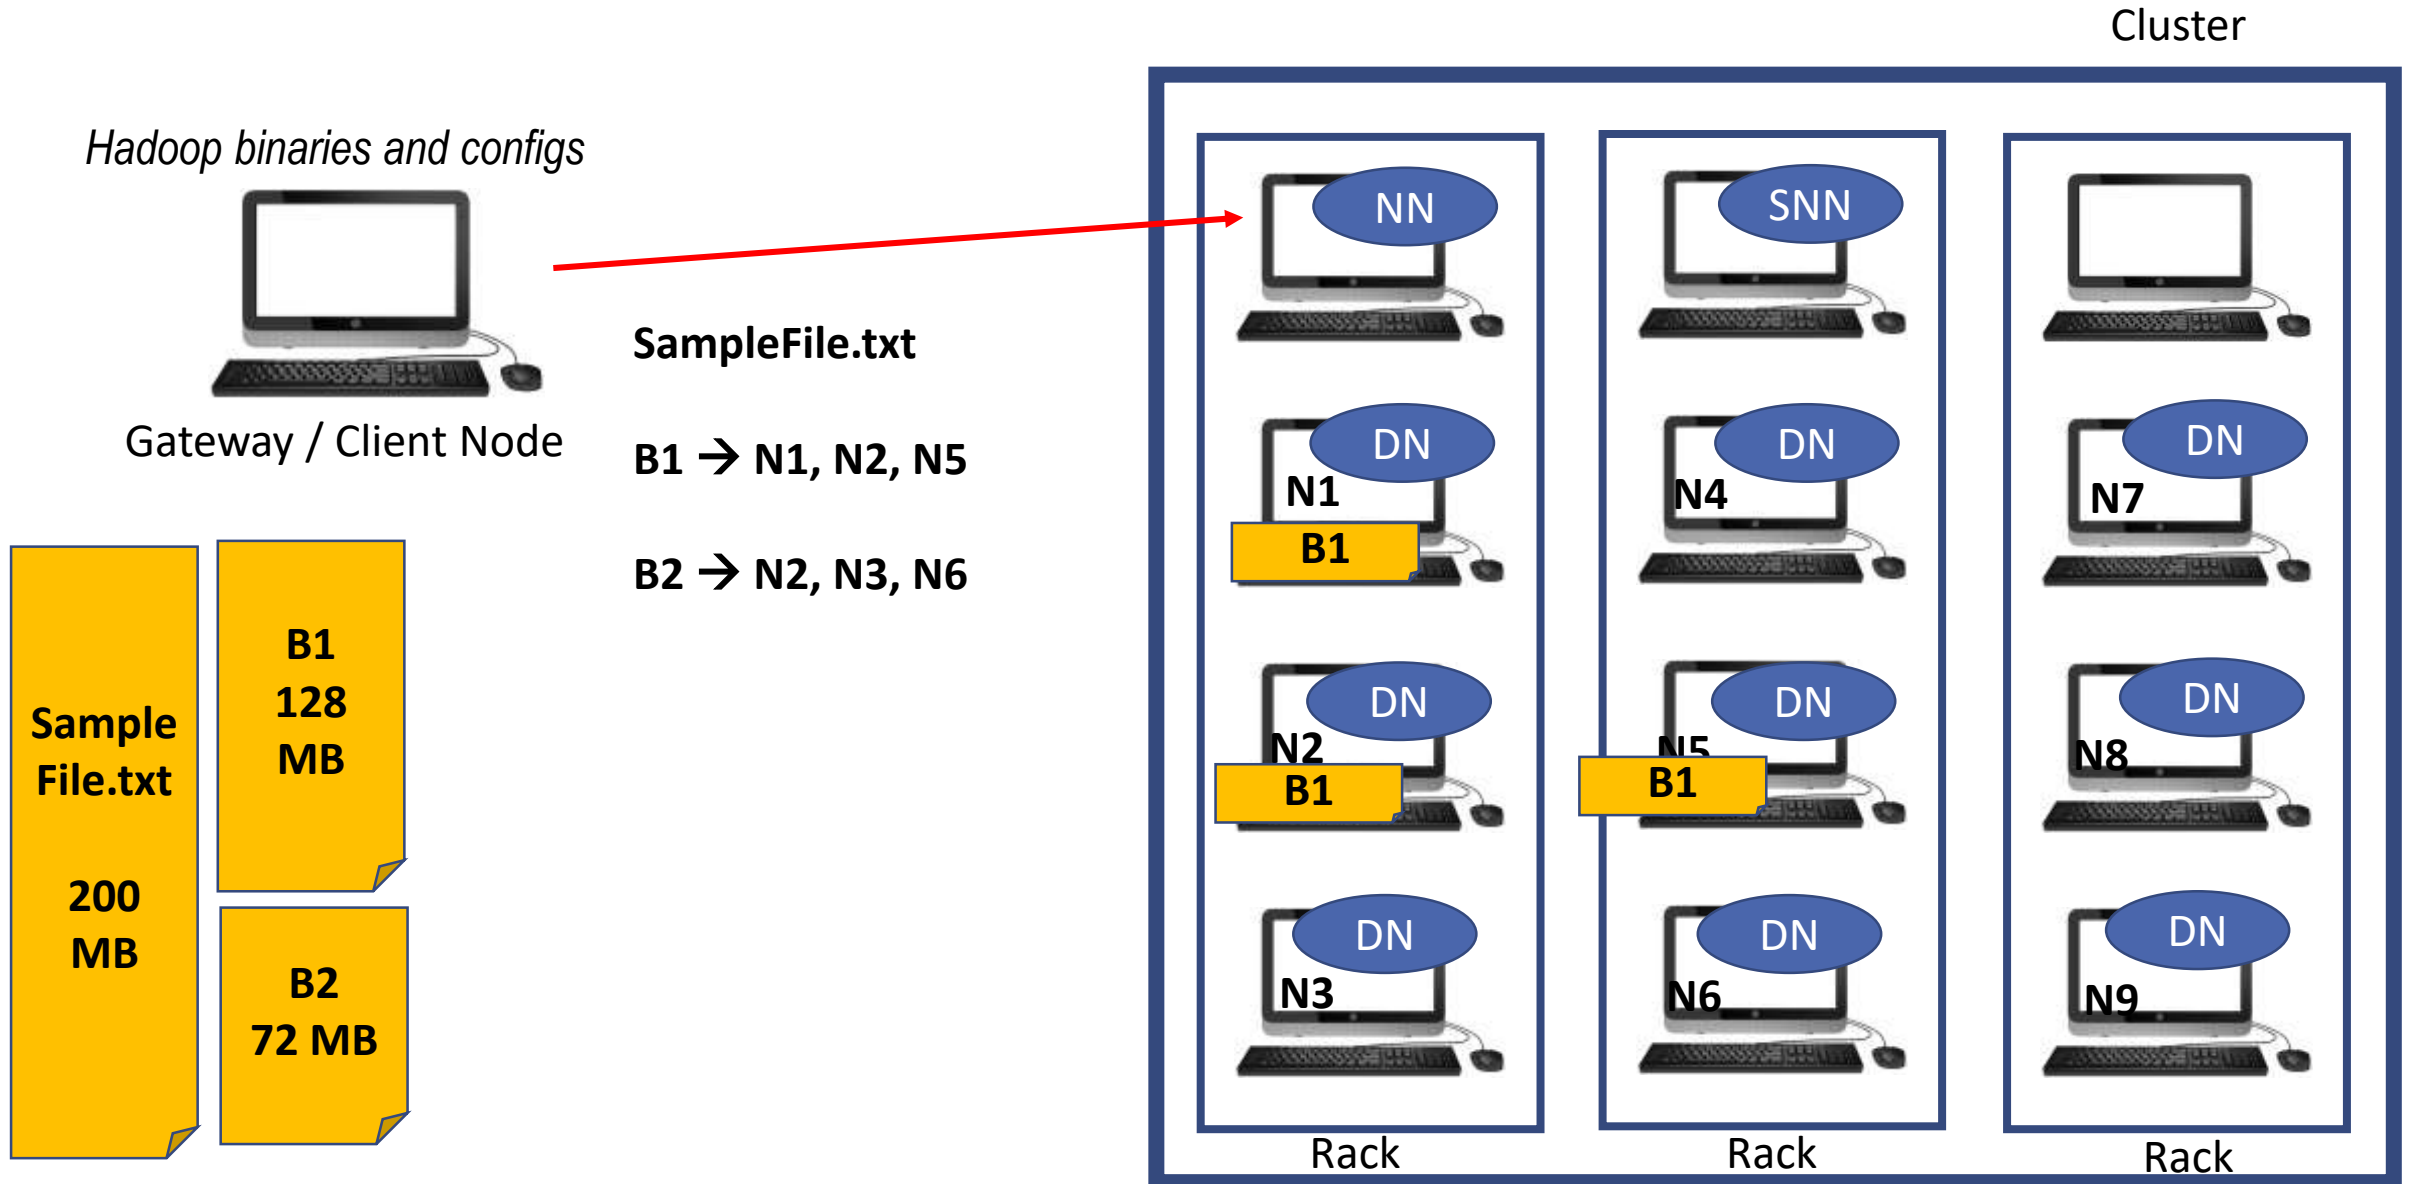 Cluster
Hadoop binaries and configs
Gateway / Client Node
SampleFile.txt
B1 → N1, N2, N5
B2 → N2, N3, N6
Sample
File.txt
200
MB
B1
128
MB
B2
72 MB
NN
DN
N1
B1
DN
N2
B1
DN
N3
Rack
SNN
DN
N4
DN
N5
B1
DN
N6
Rack
DN
N7
DN
N8
DN
N9
Rack